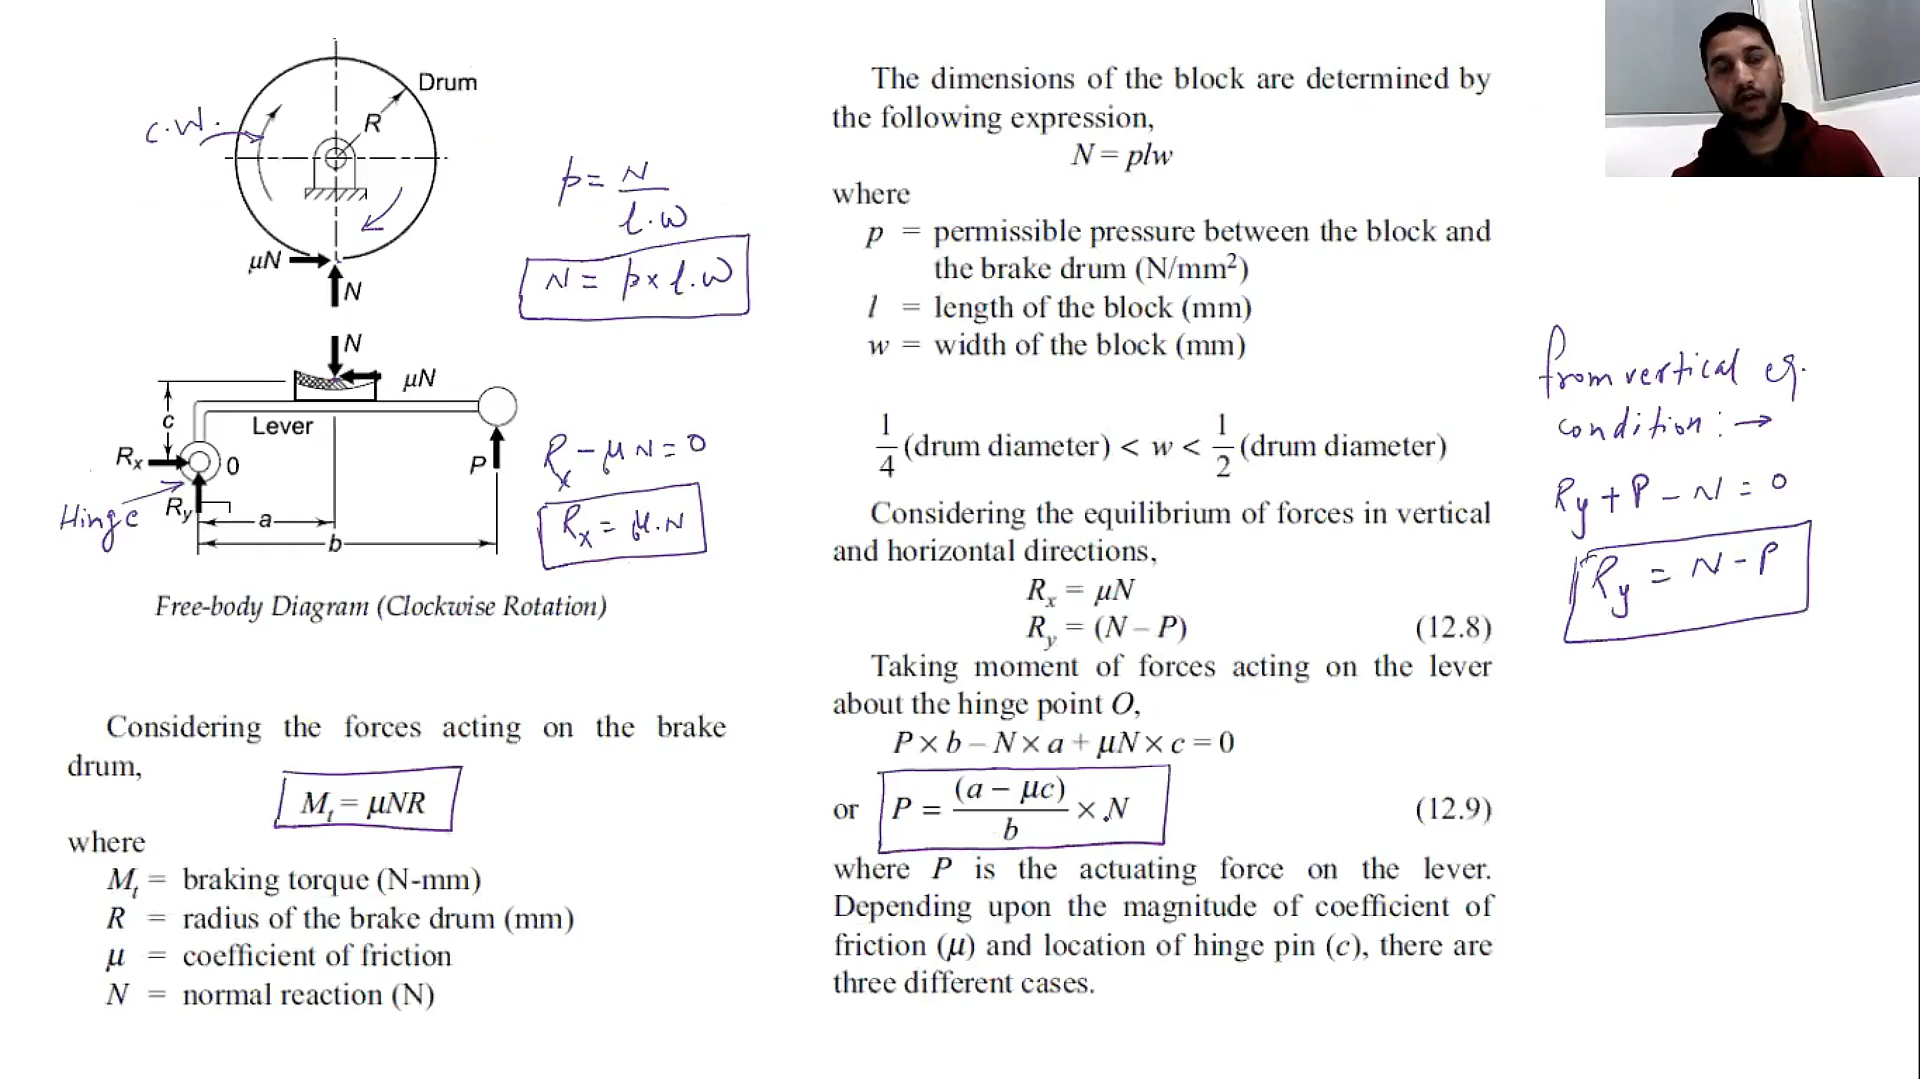 Drum
R
C.W.
μN
N
N
μN
c
Lever
Rₓ
O
P
Hinge
Rᵧ
a
b
p = N / l.w
N = p x l.w
Rₓ - μN = 0
Rₓ = μ.N
Free-body Diagram (Clockwise Rotation)
Considering the forces acting on the brake
drum,
Mₜ = μNR
where
Mₜ = braking torque (N-mm)
R = radius of the brake drum (mm)
μ = coefficient of friction
N = normal reaction (N)
The dimensions of the block are determined by
the following expression,
N = plw
where
p = permissible pressure between the block and
the brake drum (N/mm²)
l = length of the block (mm)
w = width of the block (mm)
1/4 (drum diameter) < w < 1/2 (drum diameter)
Considering the equilibrium of forces in vertical
and horizontal directions,
Rₓ = μN
Rᵧ = (N – P) (12.8)
Taking moment of forces acting on the lever
about the hinge point O,
P × b – N × a + μN × c = 0
or P = (a – μc) / b × N (12.9)
where P is the actuating force on the lever.
Depending upon the magnitude of coefficient of
friction (μ) and location of hinge pin (c), there are
three different cases.
from vertical eq.
condition : →
Ry + P - N = 0
Ry = N - P